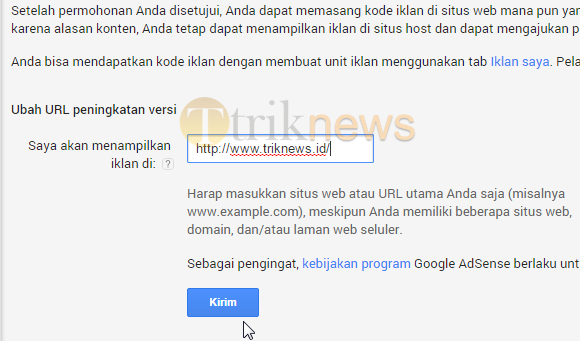 Setelah permohonan Anda disetujui, Anda dapat memasang kode iklan di situs web mana pun ya
karena alasan konten, Anda tetap dapat menampilkan iklan di situs host dan dapat mengajukan p
Anda bisa mendapatkan kode iklan dengan membuat unit iklan menggunakan tab Iklan saya. Pela
Ubah URL peningkatan versi
Ttriknews
Saya akan menampilkan
iklan di: ?
http://www.triknews.id/
Harap masukkan situs web atau URL utama Anda saja (misalnya
www.example.com), meskipun Anda memiliki beberapa situs web,
domain, dan/atau laman web seluler.
Sebagai pengingat, kebijakan program Google AdSense berlaku unt
Kirim